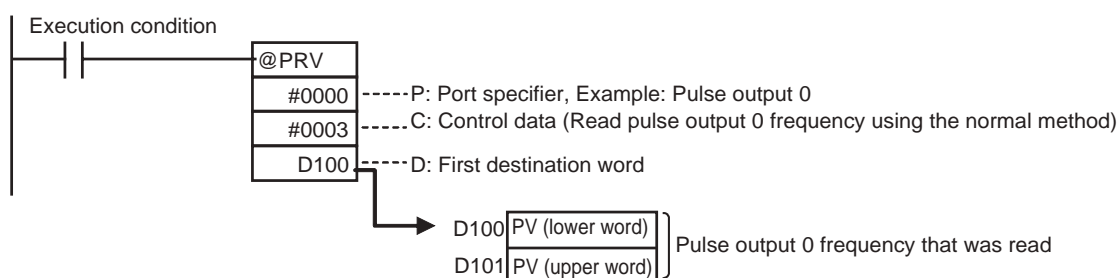 Execution condition
@PRV
#0000 P: Port specifier, Example: Pulse output 0
#0003 C: Control data (Read pulse output 0 frequency using the normal method)
D100 D: First destination word
D100 PV (lower word)
Pulse output 0 frequency that was read
D101 PV (upper word)